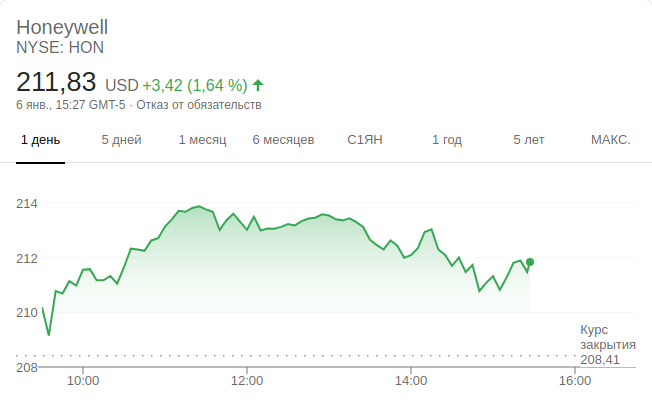 Honeywell
NYSE: HON
211,83 USD +3,42 (1,64 %)
6 янв., 15:27 GMT-5 · Отказ от обязательств
1 день 5 дней 1 месяц 6 месяцев С1ЯН 1 год 5 лет МАКС.
214
212
210
Курс
закрытия
208,41
208
10:00 12:00 14:00 16:00